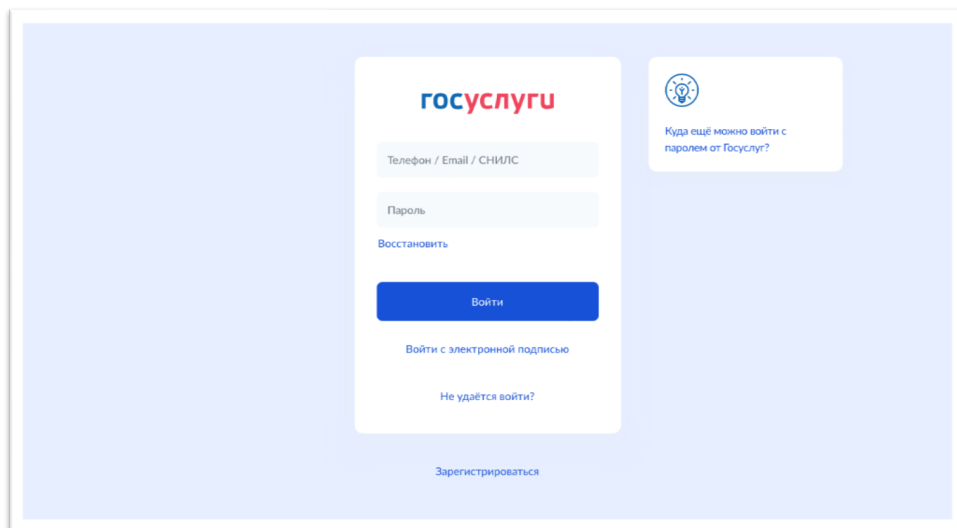 госуслуги
Телефон / Email / СНИЛС
Пароль
Восстановить
Войти
Войти с электронной подписью
Не удаётся войти?
Зарегистрироваться
Куда ещё можно войти с
паролем от Госуслуг?